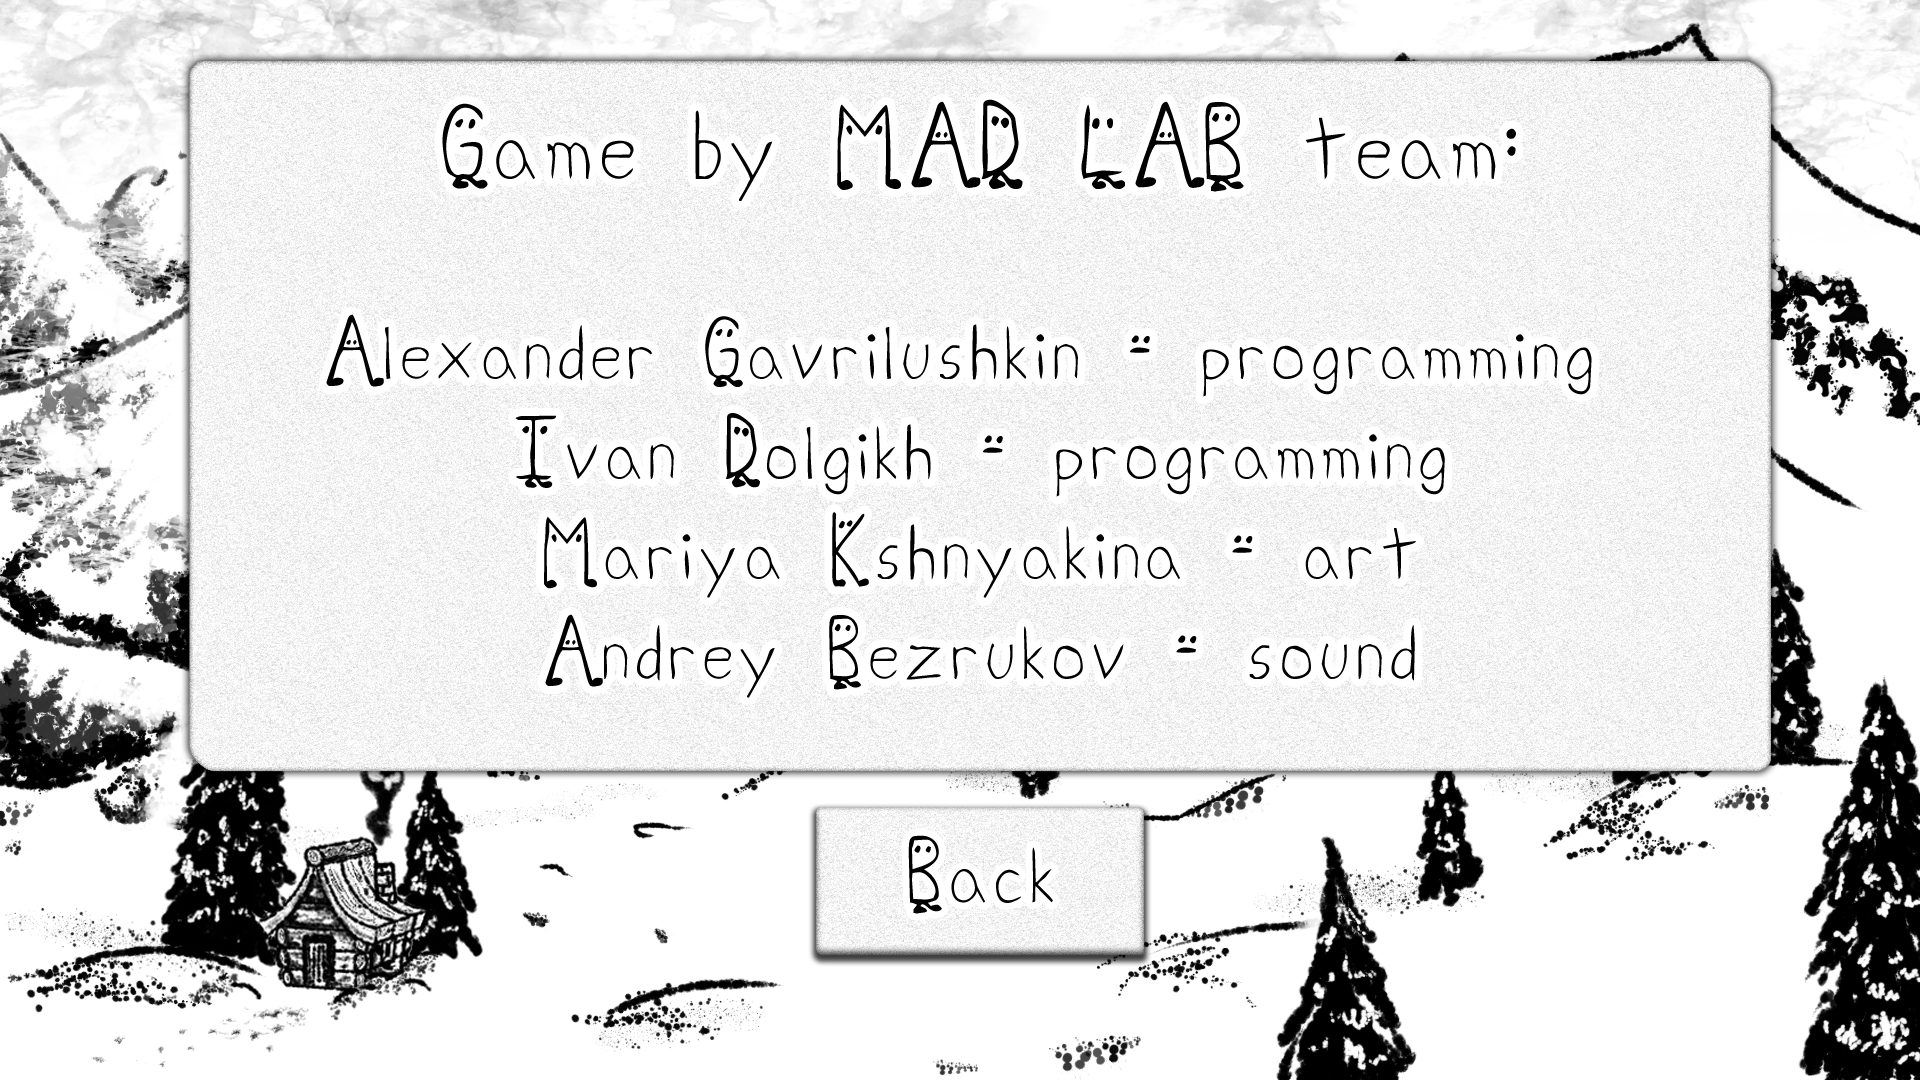 Game by MAD LAB team:
Alexander Gavrilushkin - programming
Ivan Dolgikh - programming
Mariya Kshnyakina - art
Andrey Bezrukov - sound
Back